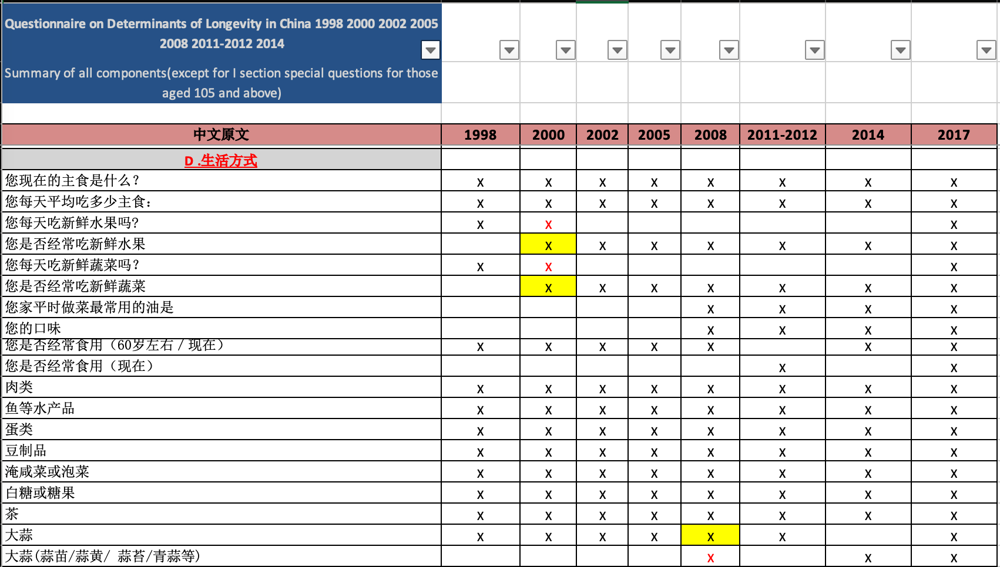 Questionnaire on Determinants of Longevity in China 1998 2000 2002 2005
2008 2011-2012 2014
Summary of all components(except for I section special questions for those
aged 105 and above)
中文原文 1998 2000 2002 2005 2008 2011-2012 2014 2017
D .生活方式
您现在的主食是什么？ X X X X X X X X
您每天平均吃多少主食： X X X X X X X X
您每天吃新鲜水果吗? X X X
您是否经常吃新鲜水果 X X X X X X X
您每天吃新鲜蔬菜吗？ X X X
您是否经常吃新鲜蔬菜 X X X X X X X
您家平时做菜最常用的油是 X X X X
您的口味 X X X X
您是否经常食用（60岁左右 / 现在） X X X X X X X
您是否经常食用（现在） X X
肉类 X X X X X X X X
鱼等水产品 X X X X X X X X
蛋类 X X X X X X X X
豆制品 X X X X X X X X
淹咸菜或泡菜 X X X X X X X X
白糖或糖果 X X X X X X X X
茶 X X X X X X X X
大蒜 X X X X X X X
大蒜(蒜苗/蒜黄/ 蒜苔/青蒜等) X X X